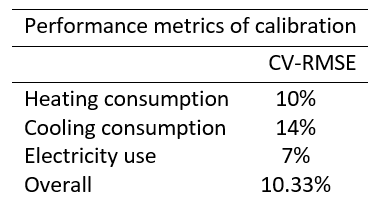 Performance metrics of calibration
CV-RMSE
Heating consumption 10%
Cooling consumption 14%
Electricity use 7%
Overall 10.33%